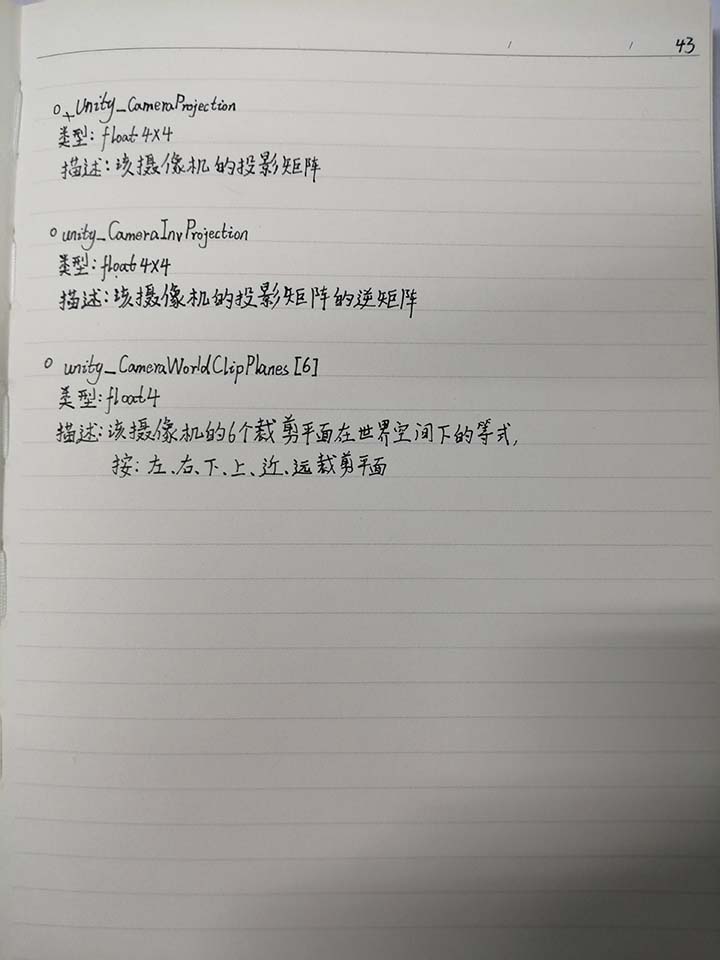 / / 43
。Unity_CameraProjection
类型: float4x4
描述:该摄像机的投影矩阵
。unity_CameraInvProjection
类型:float4x4
描述:该摄像机的投影矩阵的逆矩阵
。unity_CameraWorldClipPlanes[6]
类型:float4
描述:该摄像机的6个裁剪平面在世界空间下的等式,
按: 左、右、下、上、近、远裁剪平面